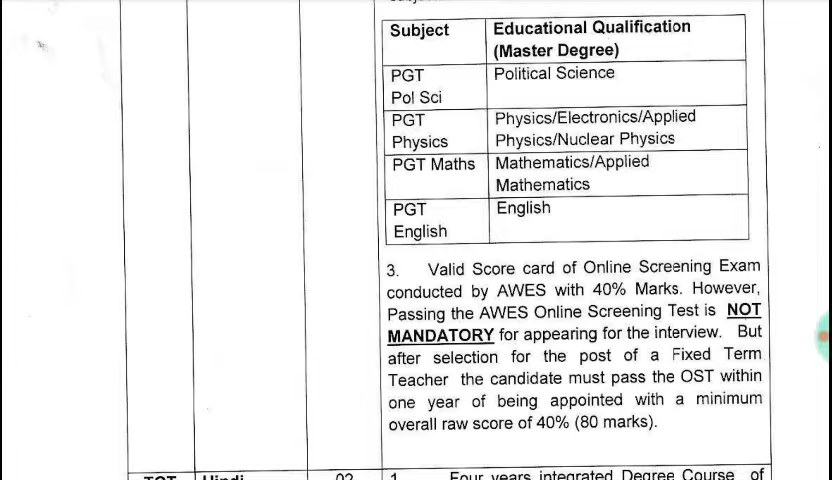 Subject Educational Qualification
(Master Degree)
PGT Political Science
Pol Sci
PGT Physics/Electronics/Applied
Physics Physics/Nuclear Physics
PGT Maths Mathematics/Applied
Mathematics
PGT English
English
3. Valid Score card of Online Screening Exam
conducted by AWES with 40% Marks. However,
Passing the AWES Online Screening Test is NOT
MANDATORY for appearing for the interview. But
after selection for the post of a Fixed Term
Teacher the candidate must pass the OST within
one year of being appointed with a minimum
overall raw score of 40% (80 marks).
TGT Hindi 02 1. Four years integrated Degree Course of